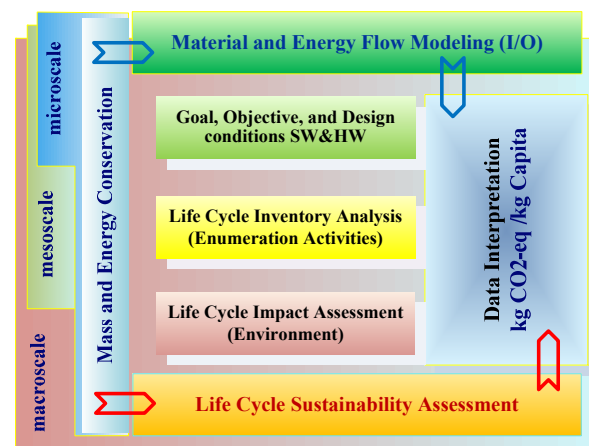 Material and Energy Flow Modeling (I/O)
microscale
mesoscale
macroscale
Mass and Energy Conservation
Goal, Objective, and Design
conditions SW&HW
Life Cycle Inventory Analysis
(Enumeration Activities)
Life Cycle Impact Assessment
(Environment)
Data Interpretation
kg CO2-eq /kg Capita
Life Cycle Sustainability Assessment